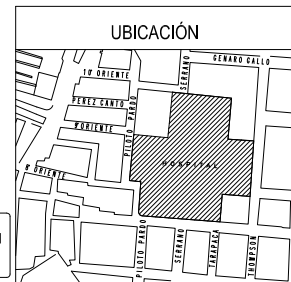 UBICACIÓN
SERRANO
GENARO GALLO
10 ORIENTE
PILOTO PARDO
PEREZ CANTO
9 ORIENTE
HOSPITAL
8 ORIENTE
PILOTO PARDO
SERRANO
TARAPACA
THOMPSON